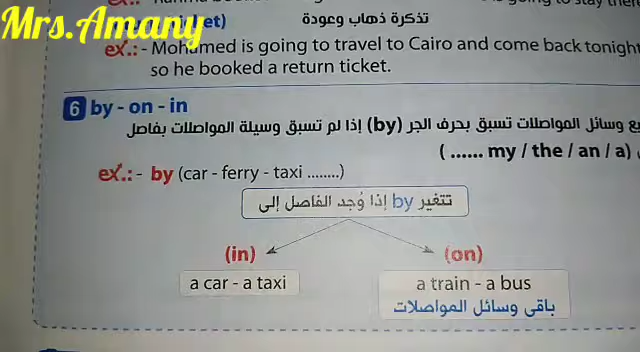 Mrs.Amany
ticket)
تذكرة ذهاب وعودة
ex.:- Mohamed is going to travel to Cairo and come back tonight
so he booked a return ticket.
6 by - on - in
وسائل المواصلات تسبق بحرف الجر (by) إذا لم تسبق وسيلة المواصلات بفاصل
(...... my / the / an / a)
ex.:- by (car - ferry - taxi ........)
تتغير by إذا وُجد الفاصل إلى
(in) (on)
a car - a taxi a train - a bus
باقى وسائل المواصلات